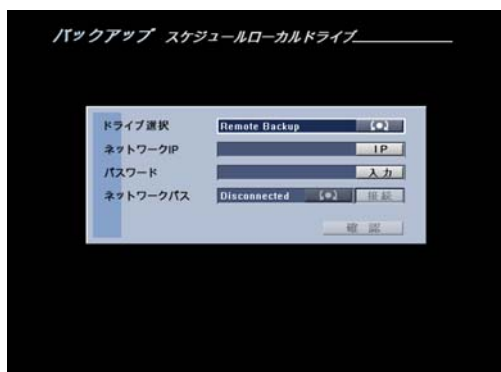 バックアップ スケジュールローカルドライブ
ドライブ選択 Remote Backup
ネットワークIP IP
パスワード 入力
ネットワークパス Disconnected 接続
確認